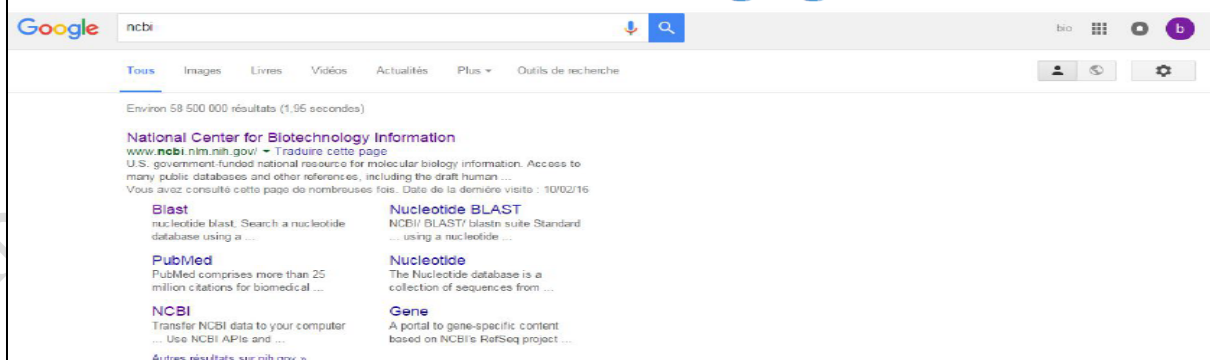 Google ncbi bio b
Tous Images Livres Vidéos Actualités Plus Outils de recherche
Environ 58 500 000 résultats (1,95 secondes)
National Center for Biotechnology Information
www.ncbi.nlm.nih.gov/ Traduire cette page
U.S. government-funded national resource for molecular biology information. Access to
many public databases and other references, including the draft human ...
Vous avez consulté cette page de nombreuses fois. Date de la dernière visite : 10/02/16
Blast
nucleotide blast, Search a nucleotide
database using a ...
Nucleotide BLAST
NCBI/ BLAST/ blastn suite Standard
... using a nucleotide ...
PubMed
PubMed comprises more than 25
million citations for biomedical ...
Nucleotide
The Nucleotide database is a
collection of sequences from ...
NCBI
Transfer NCBI data to your computer
... Use NCBI APIs and ...
Gene
A portal to gene-specific content
based on NCBI's RefSeq project ...
Autres résultats sur nih.gov »